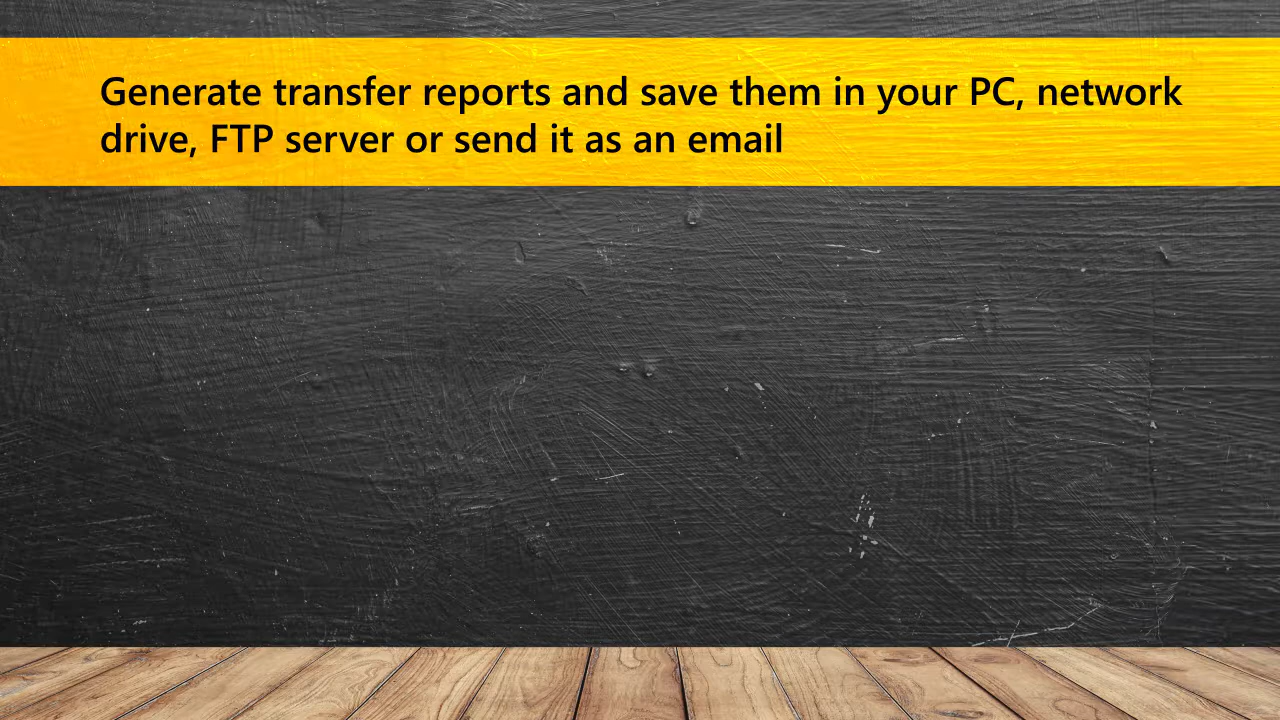 Generate transfer reports and save them in your PC, network
drive, FTP server or send it as an email